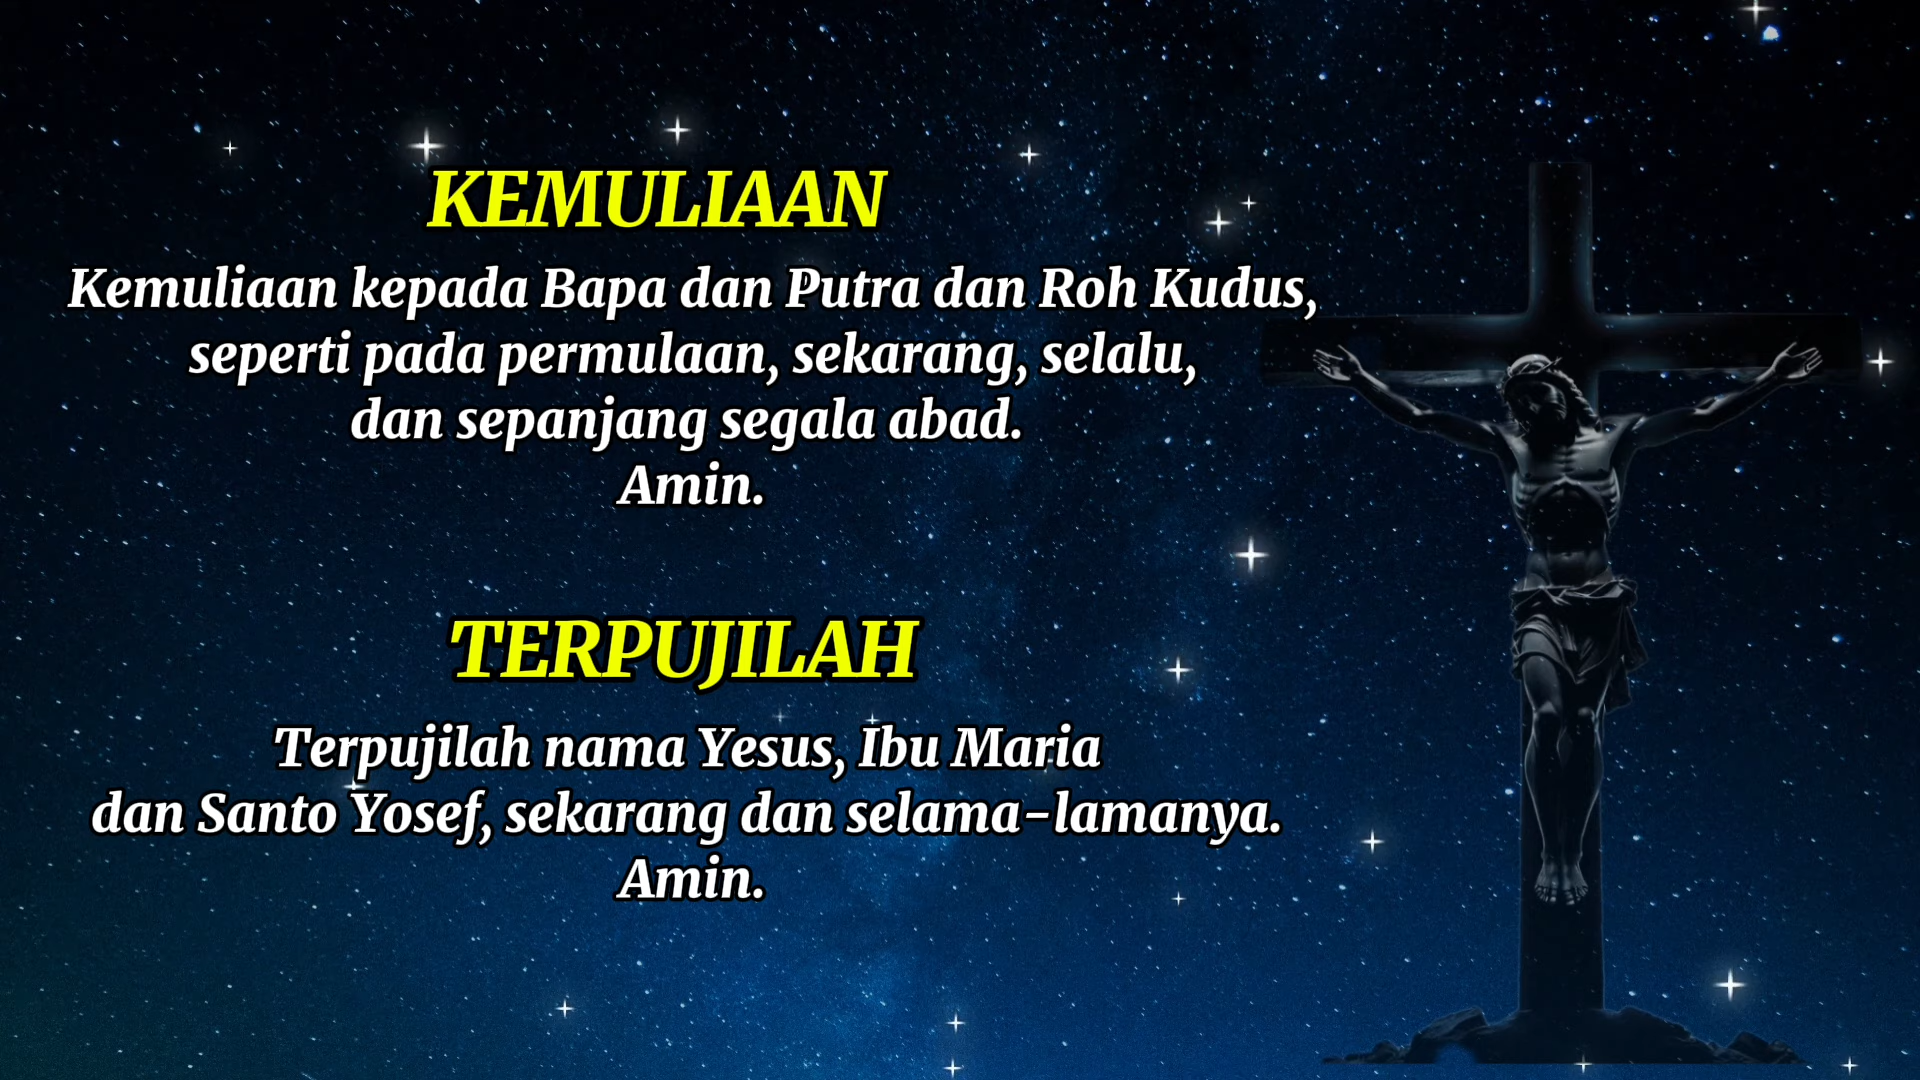 KEMULIAAN
Kemuliaan kepada Bapa dan Putra dan Roh Kudus,
seperti pada permulaan, sekarang, selalu,
dan sepanjang segala abad.
Amin.
TERPUJILAH
Terpujilah nama Yesus, Ibu Maria
dan Santo Yosef, sekarang dan selama-lamanya.
Amin.